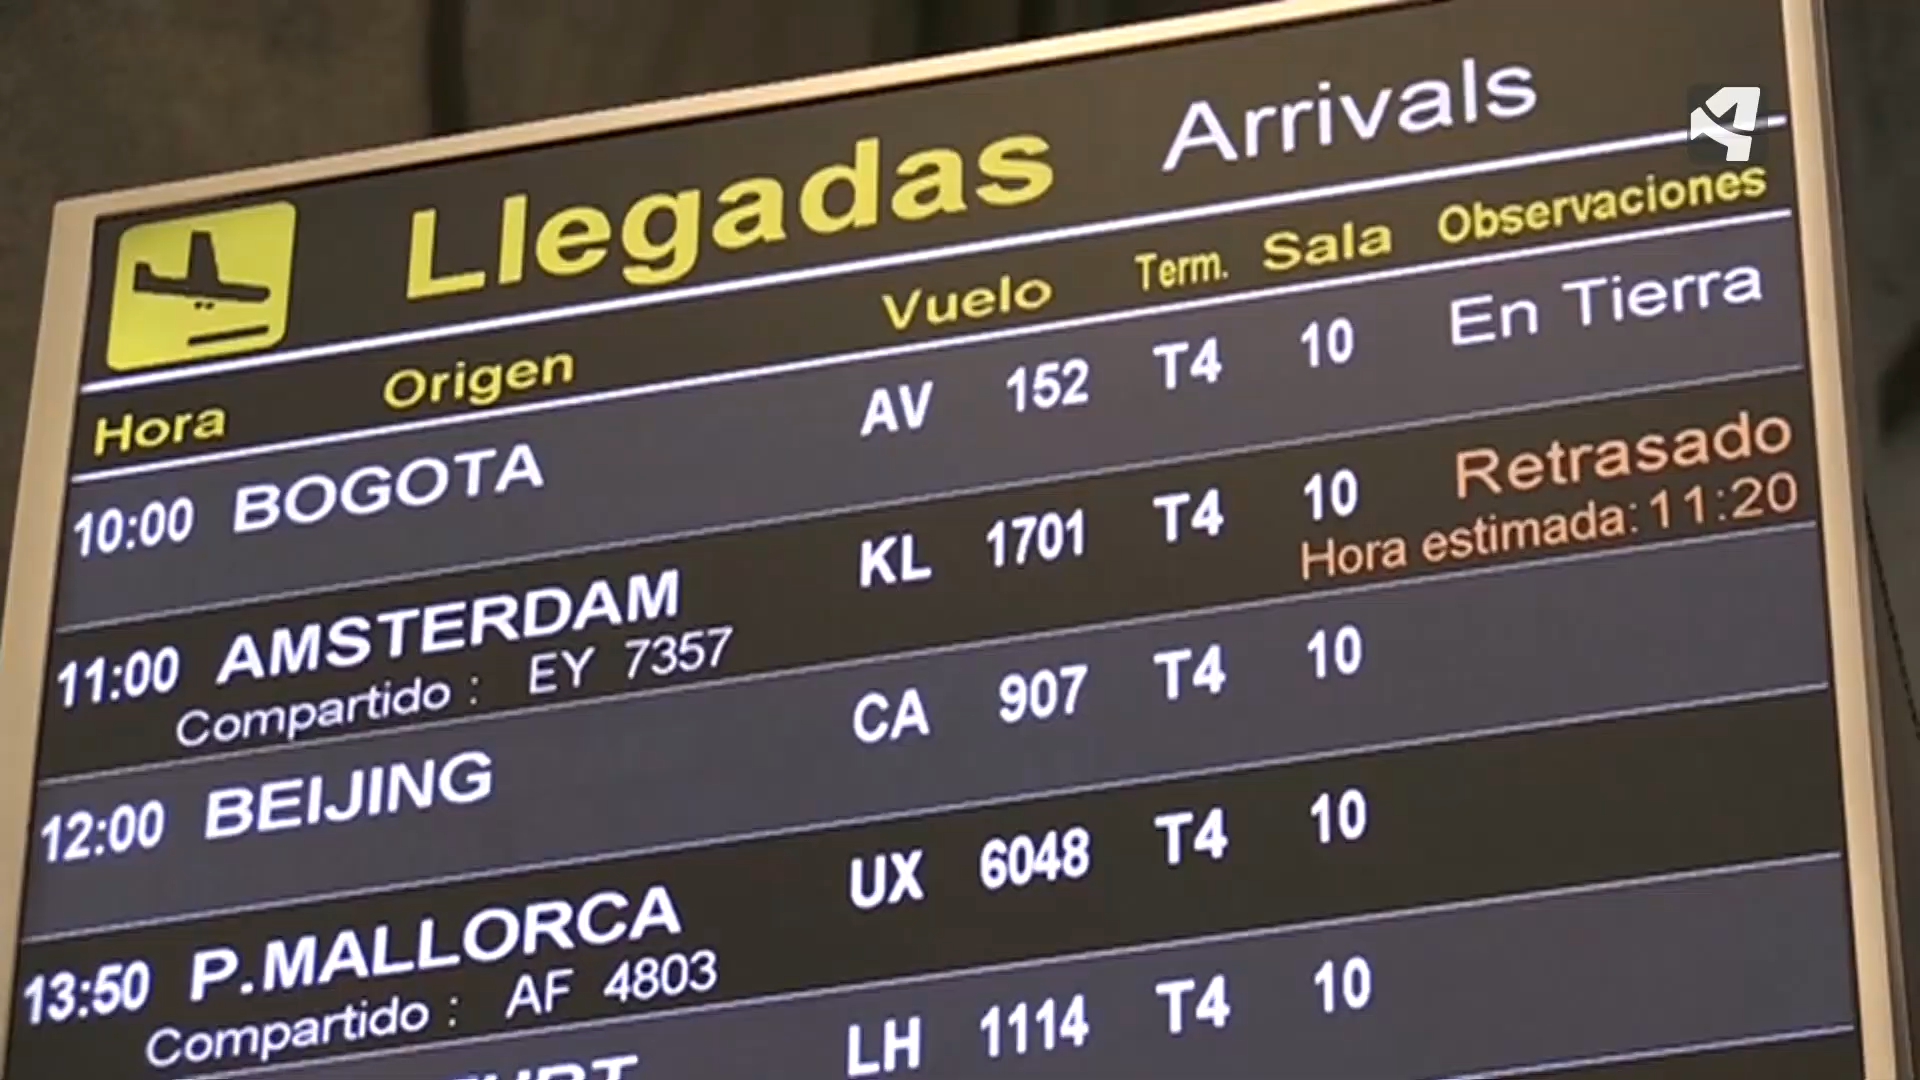 Llegadas Arrivals
Hora Origen Vuelo Term. Sala Observaciones
10:00 BOGOTA AV 152 T4 10 En Tierra
11:00 AMSTERDAM KL 1701 T4 10 Retrasado
Compartido : EY 7357 Hora estimada: 11:20
12:00 BEIJING CA 907 T4 10
13:50 P.MALLORCA UX 6048 T4 10
Compartido : AF 4803
LH 1114 T4 10